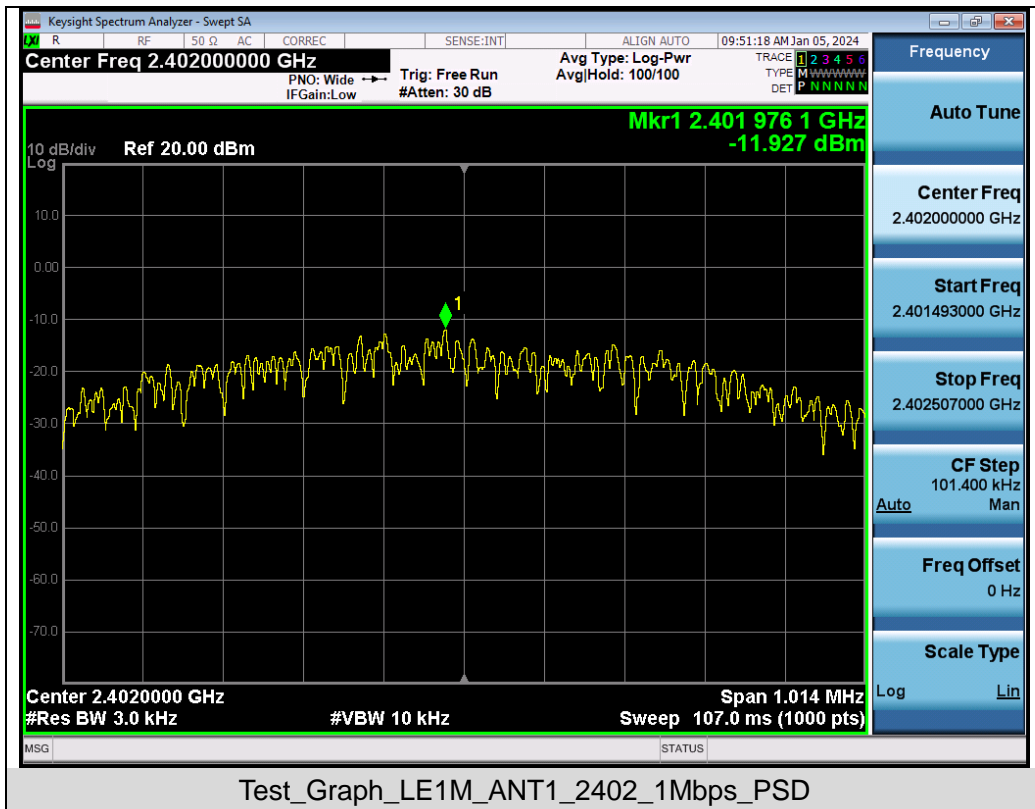 Keysight Spectrum Analyzer - Swept SA
LXI R RF 50 Ω AC CORREC SENSE:INT ALIGN AUTO 09:51:18 AM Jan 05, 2024
Center Freq 2.402000000 GHz
PNO: Wide
IFGain:Low
Trig: Free Run
#Atten: 30 dB
Avg Type: Log-Pwr
Avg|Hold: 100/100
TRACE 1 2 3 4 5 6
TYPE M WWWWW
DET P N N N N N
Mkr1 2.401 976 1 GHz
-11.927 dBm
10 dB/div Ref 20.00 dBm
Log
10.0
0.00
1
-10.0
-20.0
-30.0
-40.0
-50.0
-60.0
-70.0
Center 2.4020000 GHz Span 1.014 MHz
#Res BW 3.0 kHz #VBW 10 kHz Sweep 107.0 ms (1000 pts)
MSG STATUS
Frequency
Auto Tune
Center Freq
2.402000000 GHz
Start Freq
2.401493000 GHz
Stop Freq
2.402507000 GHz
CF Step
101.400 kHz
Auto Man
Freq Offset
0 Hz
Scale Type
Log Lin
Test_Graph_LE1M_ANT1_2402_1Mbps_PSD